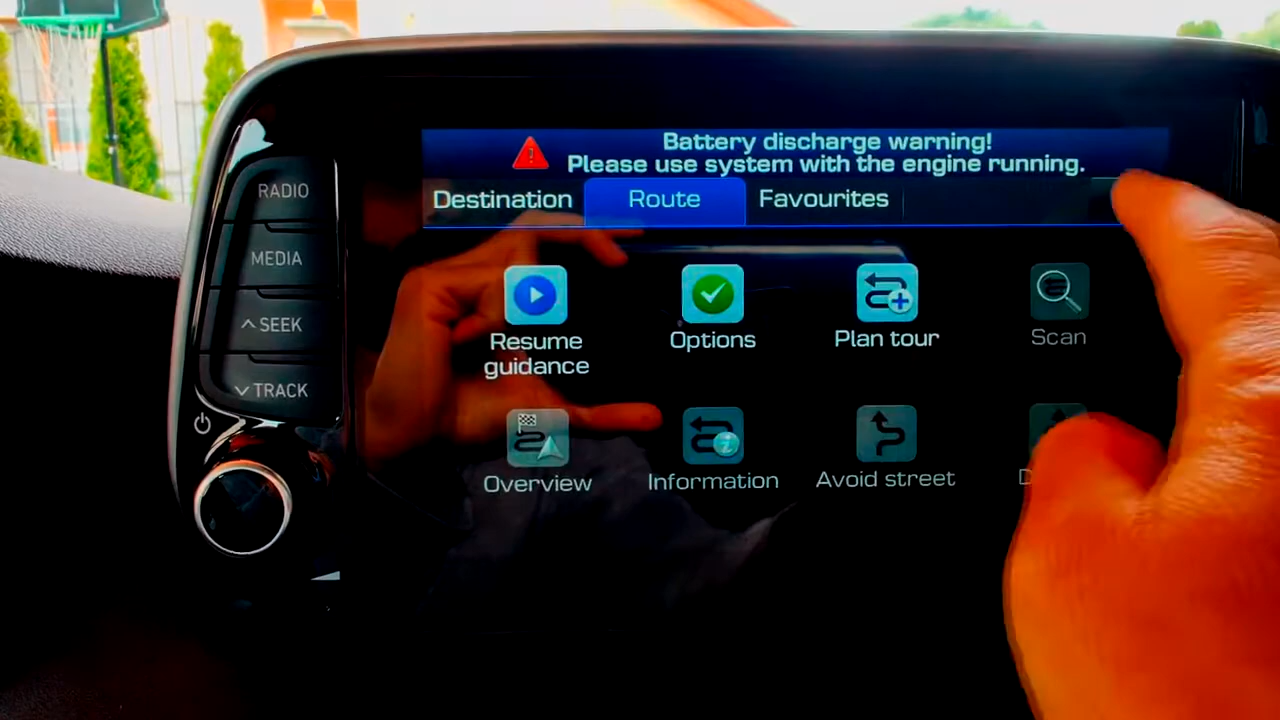 Battery discharge warning!
Please use system with the engine running.
Destination Route Favourites
RADIO
MEDIA
SEEK
TRACK
Resume guidance
Options
Plan tour
Scan
Overview
Information
Avoid street